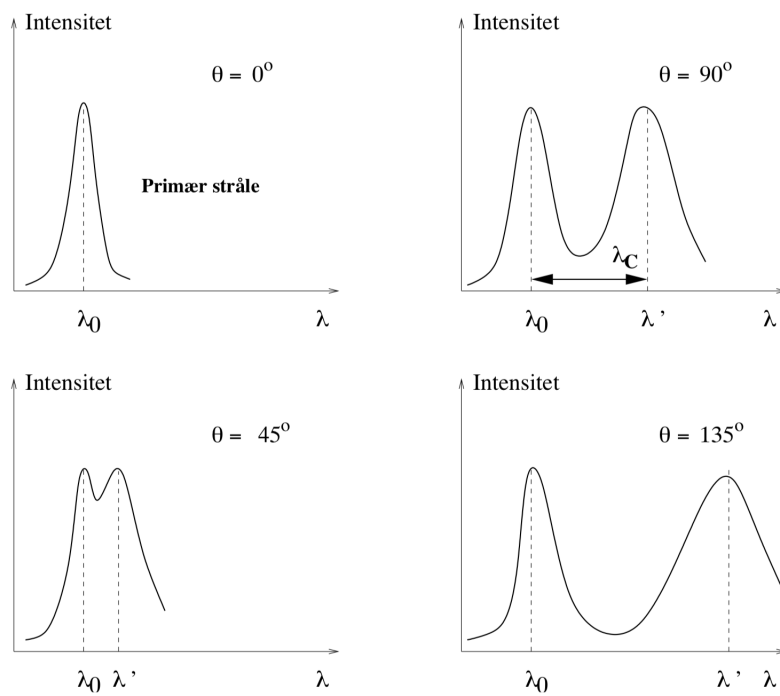 Intensitet
θ = 0°
Primær stråle
λ0 λ
Intensitet
θ = 90°
λC
λ0 λ' λ
Intensitet
θ = 45°
λ0 λ' λ
Intensitet
θ = 135°
λ0 λ' λ